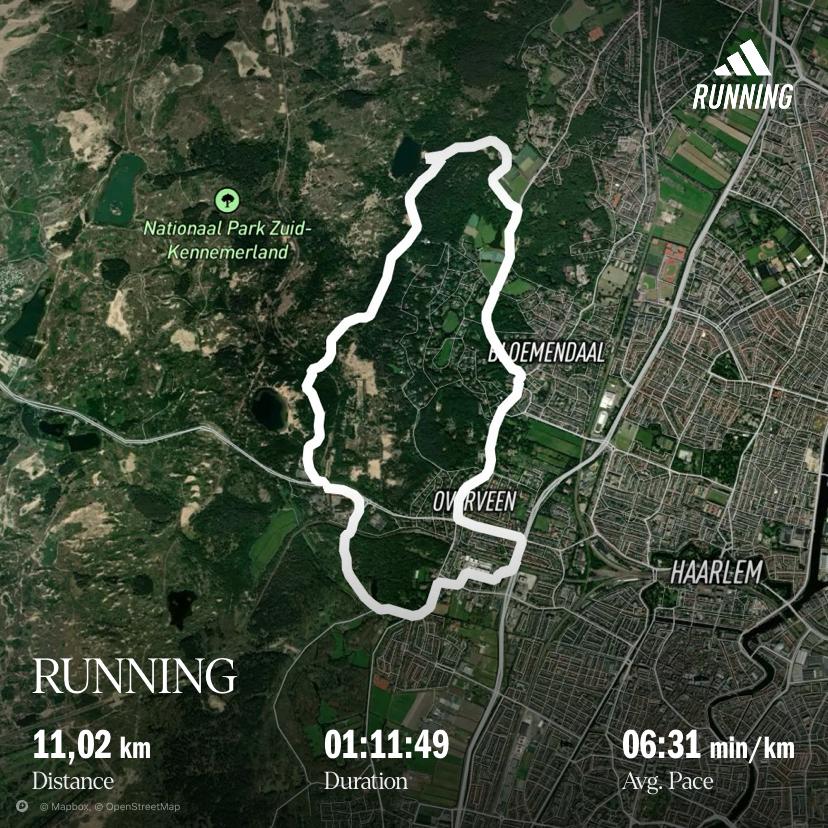 RUNNING
Nationaal Park Zuid-
Kennemerland
BLOEMENDAAL
OVERVEEN
HAARLEM
RUNNING
11,02 km
01:11:49
06:31 min/km
Distance
Duration
Avg. Pace
© Mapbox, © OpenStreetMap